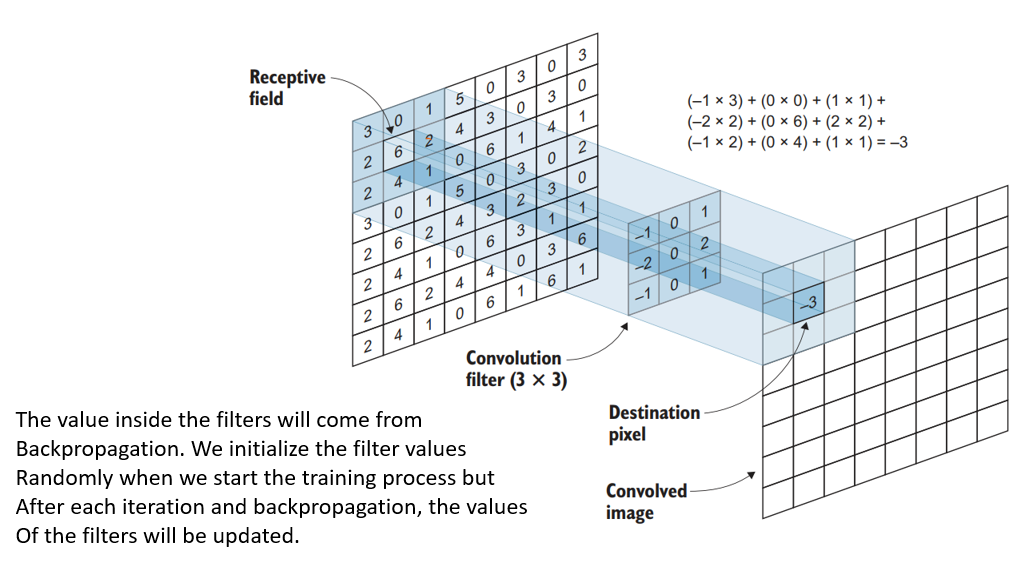 Receptive
field
3 0 1 5 0 3 0 3
2 6 2 4 3 0 3 0
2 4 1 0 6 1 4 1
3 0 1 5 0 3 0 2
2 6 2 4 3 2 3 0
2 4 1 0 6 3 1 1
2 6 2 4 4 0 3 6
2 4 1 0 6 1 6 1
(–1 × 3) + (0 × 0) + (1 × 1) +
(–2 × 2) + (0 × 6) + (2 × 2) +
(–1 × 2) + (0 × 4) + (1 × 1) = –3
–1 0 1
–2 0 2
–1 0 1
–3
Convolution
filter (3 × 3)
Destination
pixel
Convolved
image
The value inside the filters will come from
Backpropagation. We initialize the filter values
Randomly when we start the training process but
After each iteration and backpropagation, the values
Of the filters will be updated.